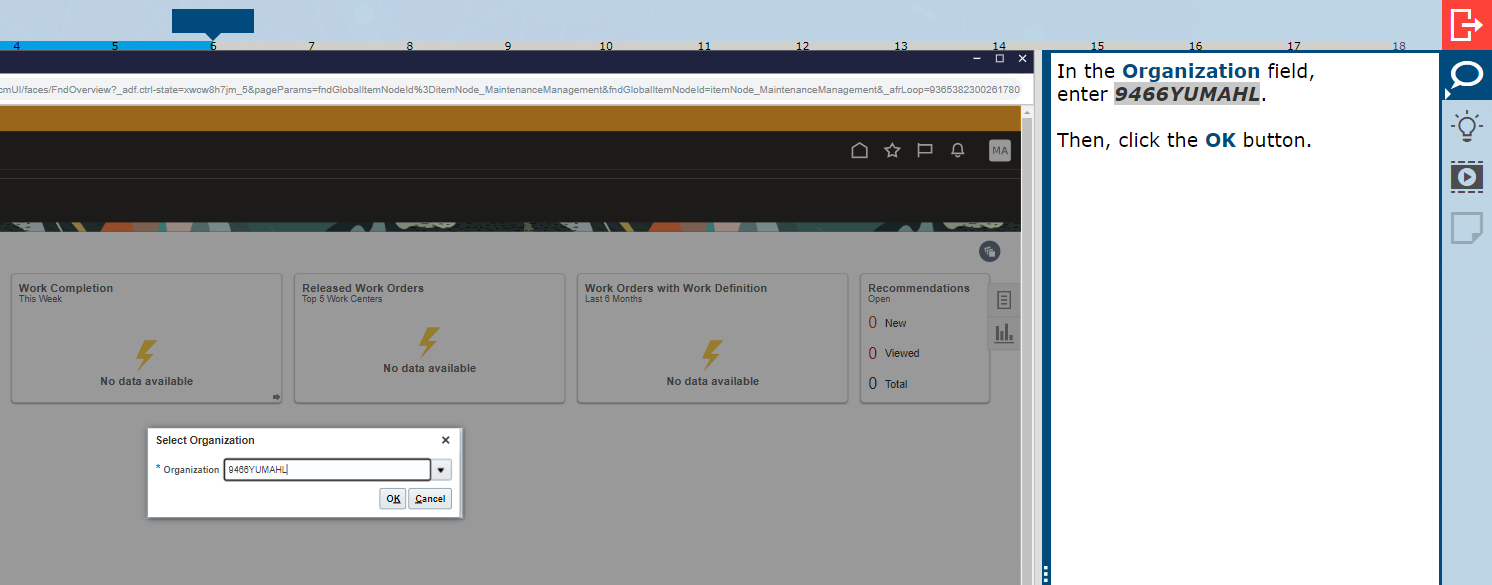 4 5 6 7 8 9 10 11 12 13 14 15 16 17 18
cmUI/faces/FndOverview?_adf.ctrl-state=xwcw8h7jm_5&pageParams=fndGlobalItemNodeId%3DitemNode_MaintenanceManagement&fndGlobalItemNodeId=itemNode_MaintenanceManagement&_afrLoop=9365382300261780
MA
Work Completion
This Week
No data available
Released Work Orders
Top 5 Work Centers
No data available
Work Orders with Work Definition
Last 6 Months
No data available
Recommendations
Open
0 New
0 Viewed
0 Total
Select Organization
* Organization 9466YUMAHL
OK Cancel
In the Organization field,
enter 9466YUMAHL.
Then, click the OK button.